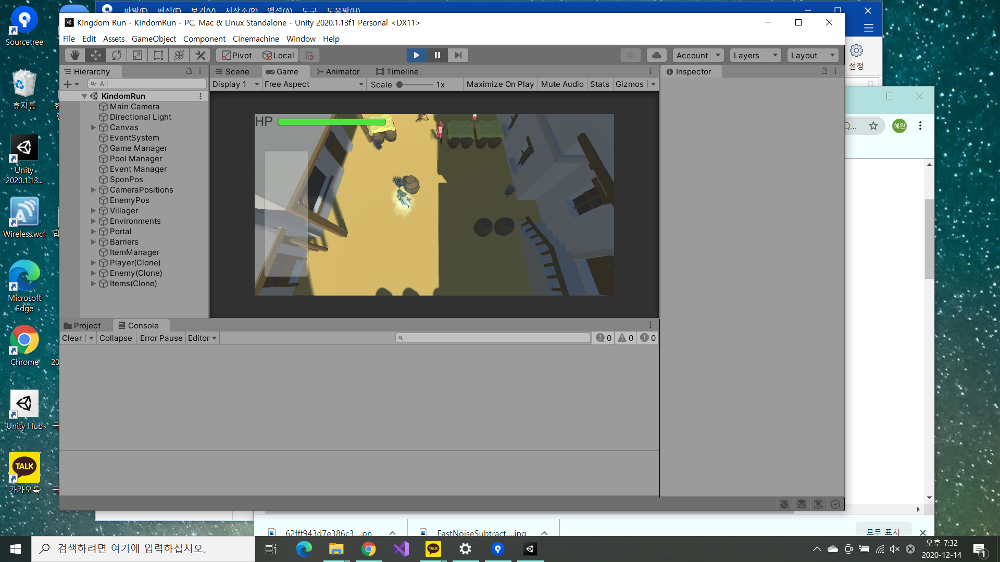 파일(F) 편집(E) 보기(V) 저장소(R) 액션(A) 도구 도움말(H)
Kingdom Run - KindomRun - PC, Mac & Linux Standalone - Unity 2020.1.13f1 Personal <DX11>
File Edit Assets GameObject Component Cinemachine Window Help
Pivot Local Account Layers Layout
설정
Hierarchy Scene Game Animator Timeline Inspector
All Display 1 Free Aspect Scale 1x Maximize On Play Mute Audio Stats Gizmos
KindomRun
Main Camera
Directional Light
Canvas
EventSystem
Game Manager
Pool Manager
Event Manager
SponPos
CameraPositions
EnemyPos
Villager
Environments
Portal
Barriers
ItemManager
Player(Clone)
Enemy(Clone)
Items(Clone)
HP
Q...
혜원
Project Console
Clear Collapse Error Pause Editor 0 0 0
Sourcetree
휴지통
Unity
2020.1.13...
Wireless.wcf
Microsoft
Edge
Chrome
20
Unity Hub
국
TALK
카카오톡
국
62fff943d7e386c3....pn
FastNoiseSubtract....jpg
모두 표시
검색하려면 여기에 입력하십시오.
TALK
오후 7:32
2020-12-14
1